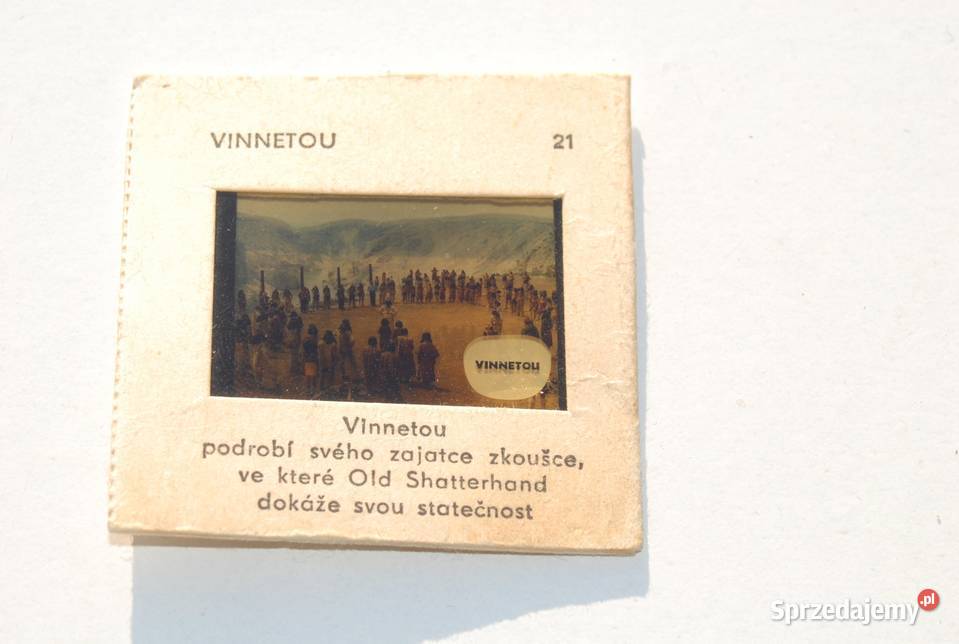 VINNETOU 21
VINNETOU
Vinnetou
podrobí svého zajatce zkoušce,
ve které Old Shatterhand
dokáže svou statečnost
Sprzedajemy.pl